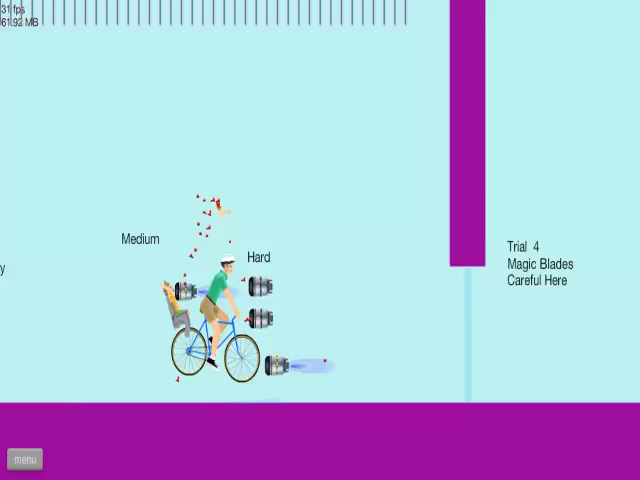 31 fps
61.92 MB
Medium
Hard
y
Trial 4
Magic Blades
Careful Here
menu